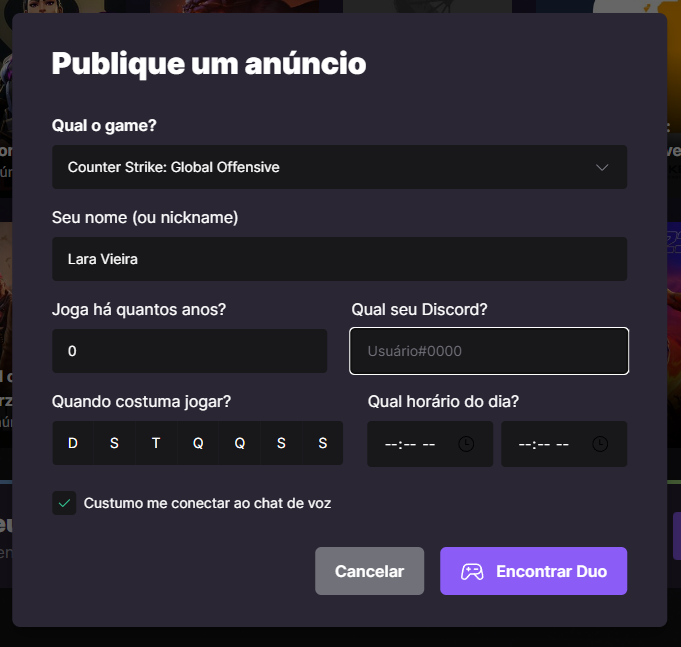 Publique um anúncio
Qual o game?
Counter Strike: Global Offensive
Seu nome (ou nickname)
Lara Vieira
Joga há quantos anos? Qual seu Discord?
0 Usuário#0000
Quando costuma jogar? Qual horário do dia?
D S T Q Q S S --:-- -- --:-- --
Custumo me conectar ao chat de voz
Cancelar Encontrar Duo